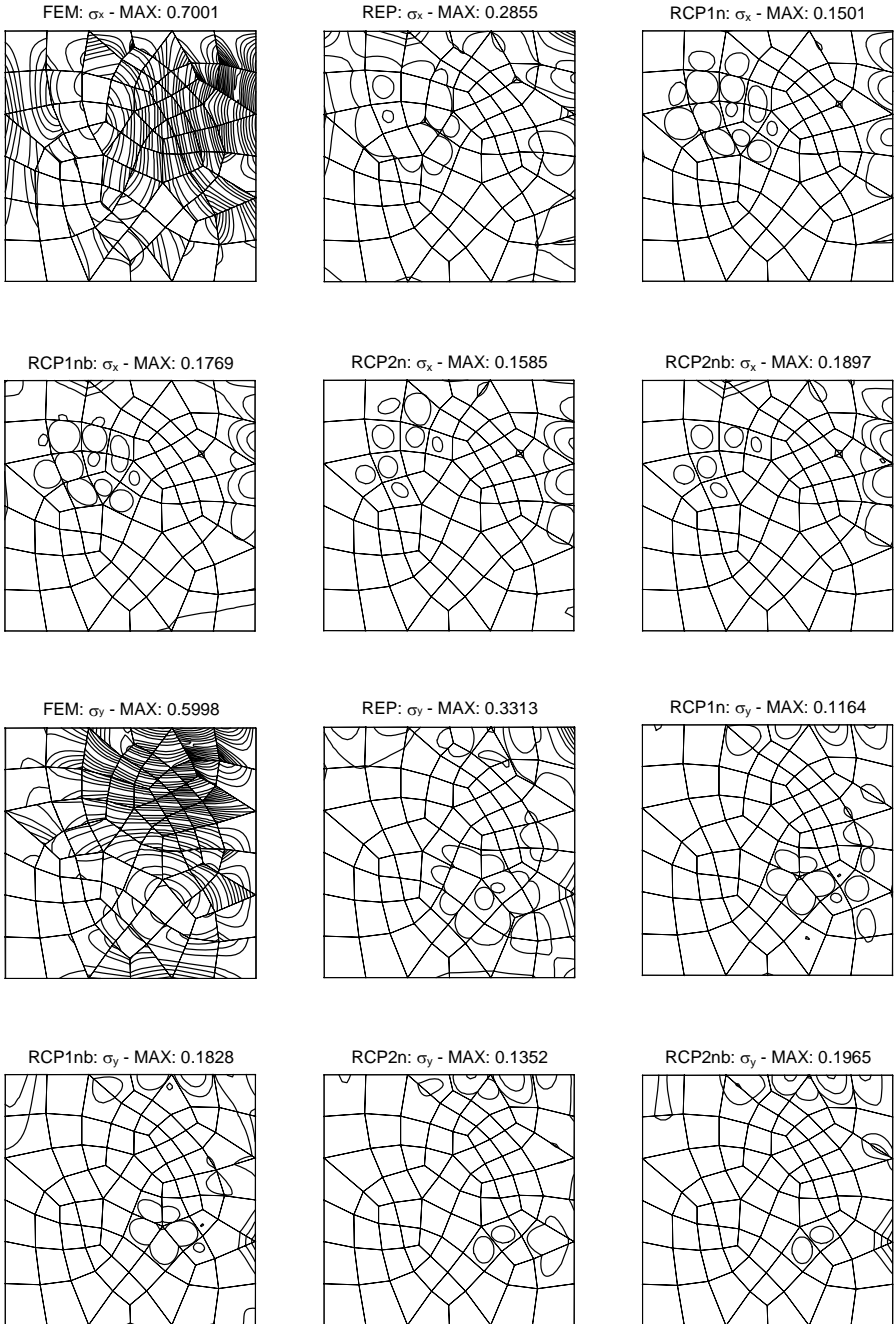 FEM: σx - MAX: 0.7001
REP: σx - MAX: 0.2855
RCP1n: σx - MAX: 0.1501
RCP1nb: σx - MAX: 0.1769
RCP2n: σx - MAX: 0.1585
RCP2nb: σx - MAX: 0.1897
FEM: σy - MAX: 0.5998
REP: σy - MAX: 0.3313
RCP1n: σy - MAX: 0.1164
RCP1nb: σy - MAX: 0.1828
RCP2n: σy - MAX: 0.1352
RCP2nb: σy - MAX: 0.1965